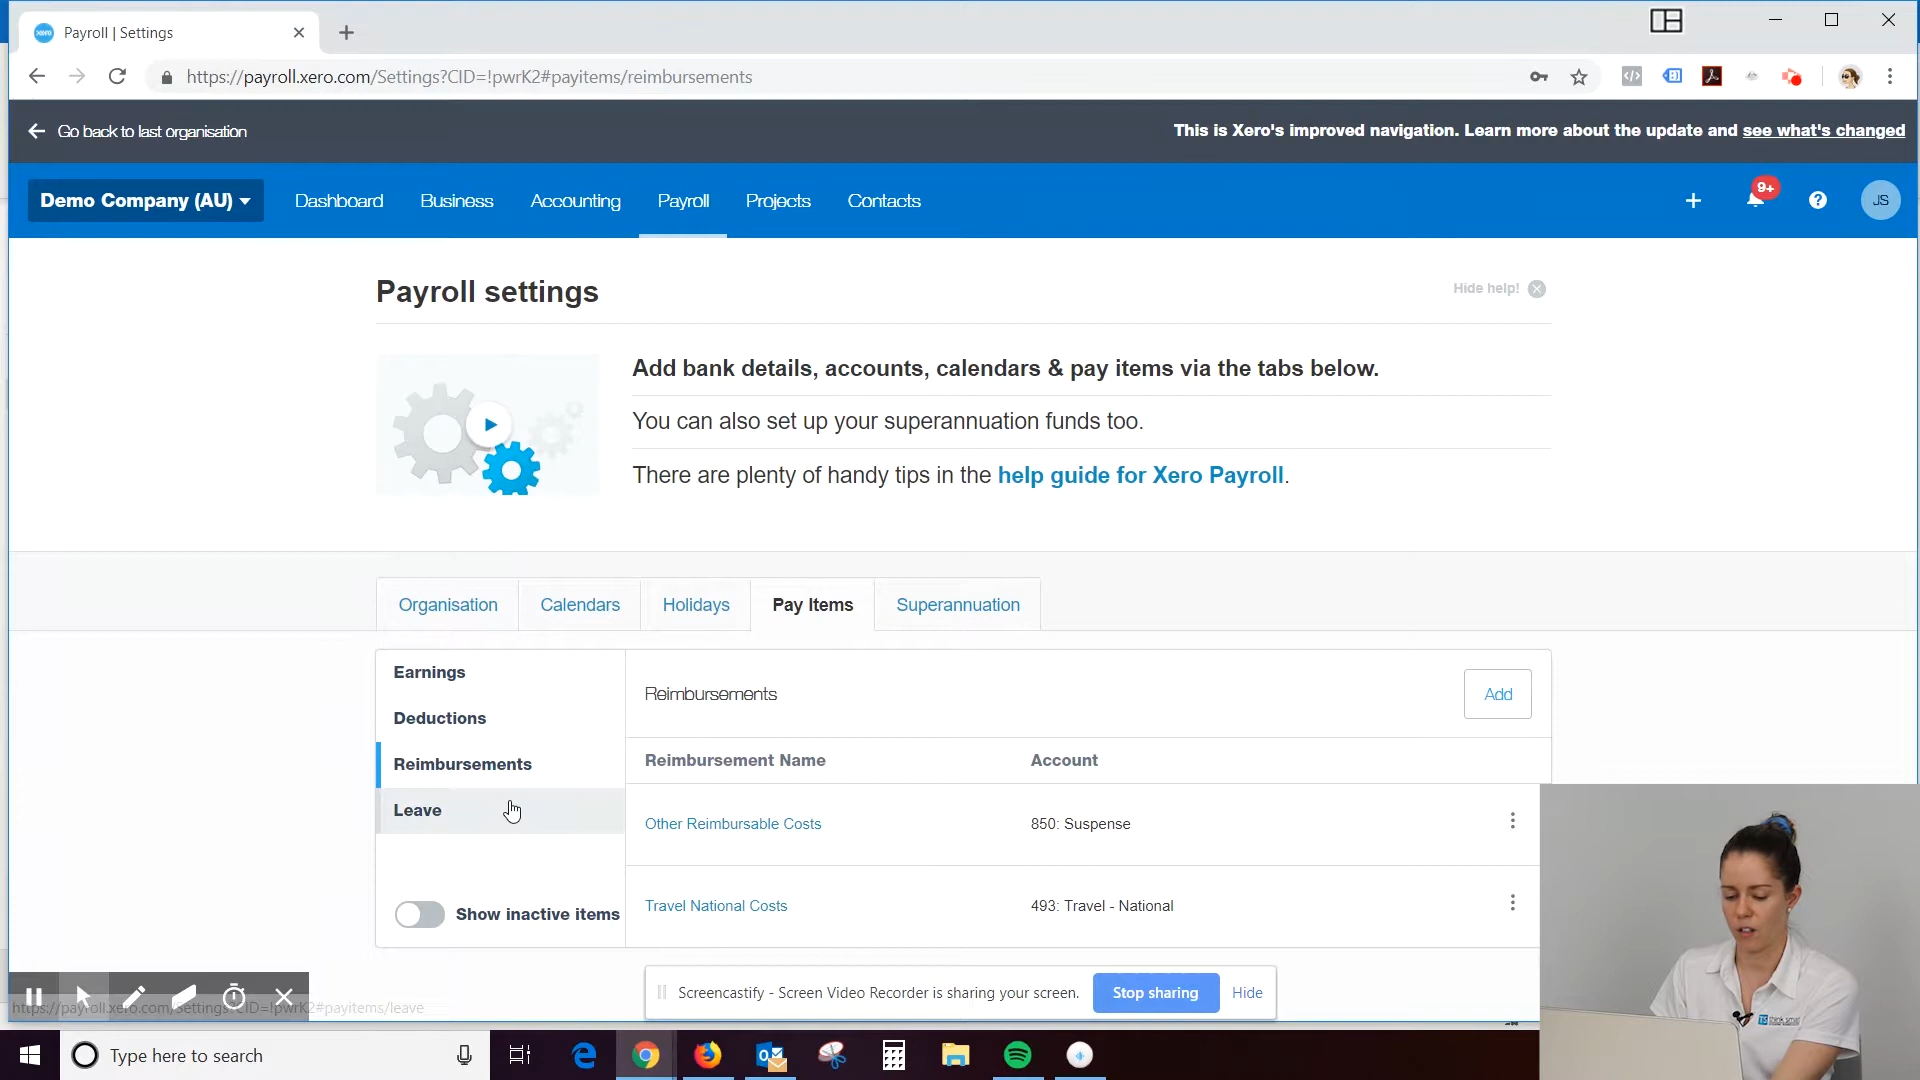 Payroll | Settings
https://payroll.xero.com/Settings?CID=!pwrK2#payitems/reimbursements
Go back to last organisation
This is Xero's improved navigation. Learn more about the update and see what's changed
Demo Company (AU)
Dashboard
Business
Accounting
Payroll
Projects
Contacts
9+
JS
Payroll settings
Hide help!
Add bank details, accounts, calendars & pay items via the tabs below.
You can also set up your superannuation funds too.
There are plenty of handy tips in the help guide for Xero Payroll.
Organisation
Calendars
Holidays
Pay Items
Superannuation
Earnings
Deductions
Reimbursements
Leave
Show inactive items
Reimbursements
Add
Reimbursement Name
Account
Other Reimbursable Costs
850: Suspense
Travel National Costs
493: Travel - National
Screencastify - Screen Video Recorder is sharing your screen.
Stop sharing
Hide
https://payroll.xero.com/Settings?CID=!pwrK2#payitems/leave
Type here to search